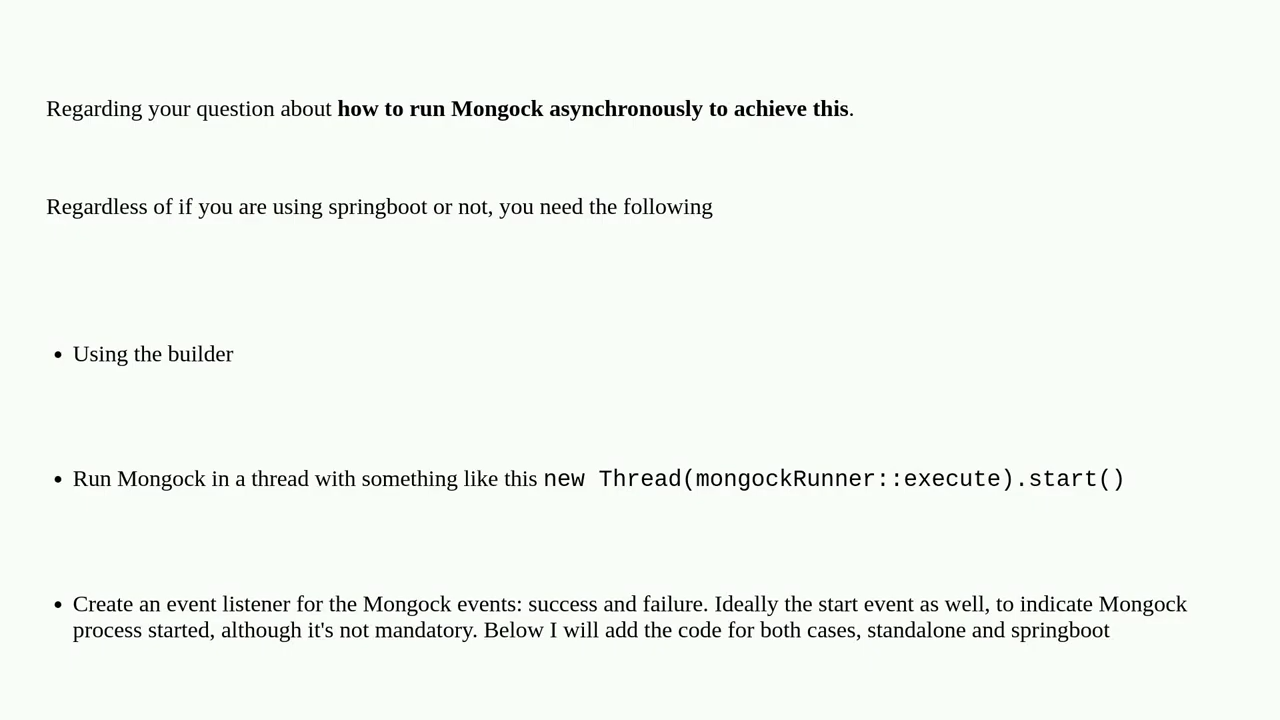 Regarding your question about how to run Mongock asynchronously to achieve this.
Regardless of if you are using springboot or not, you need the following
• Using the builder
• Run Mongock in a thread with something like this new Thread(mongockRunner::execute).start()
• Create an event listener for the Mongock events: success and failure. Ideally the start event as well, to indicate Mongock
process started, although it's not mandatory. Below I will add the code for both cases, standalone and springboot